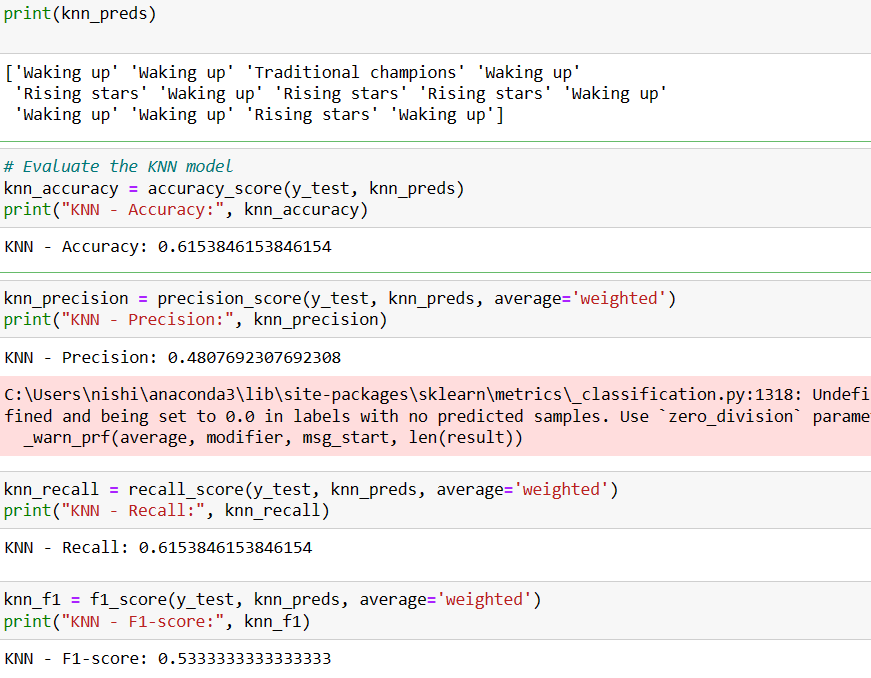 print(knn_preds)
['Waking up' 'Waking up' 'Traditional champions' 'Waking up'
'Rising stars' 'Waking up' 'Rising stars' 'Rising stars' 'Waking up'
'Waking up' 'Waking up' 'Rising stars' 'Waking up']
# Evaluate the KNN model
knn_accuracy = accuracy_score(y_test, knn_preds)
print("KNN - Accuracy:", knn_accuracy)
KNN - Accuracy: 0.6153846153846154
knn_precision = precision_score(y_test, knn_preds, average='weighted')
print("KNN - Precision:", knn_precision)
KNN - Precision: 0.4807692307692308
C:\Users\nishi\anaconda3\lib\site-packages\sklearn\metrics\_classification.py:1318: Undefi
fined and being set to 0.0 in labels with no predicted samples. Use `zero_division` parame
_warn_prf(average, modifier, msg_start, len(result))
knn_recall = recall_score(y_test, knn_preds, average='weighted')
print("KNN - Recall:", knn_recall)
KNN - Recall: 0.6153846153846154
knn_f1 = f1_score(y_test, knn_preds, average='weighted')
print("KNN - F1-score:", knn_f1)
KNN - F1-score: 0.5333333333333333